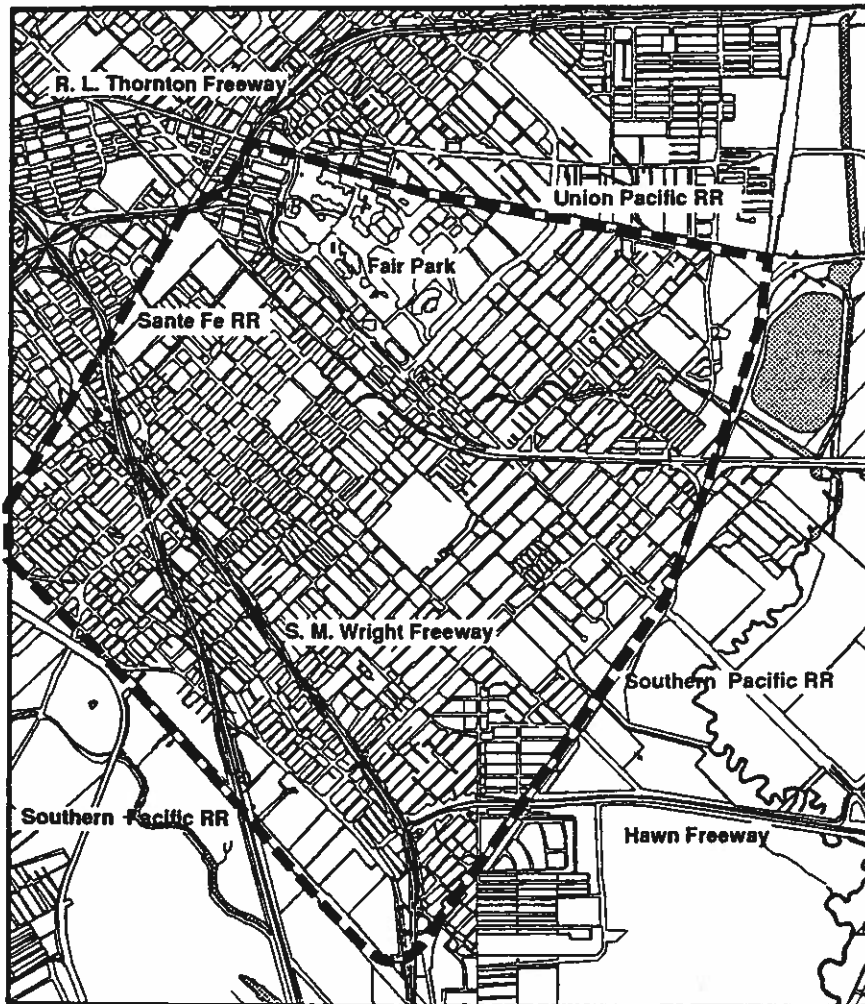 R. L. Thornton Freeway
Union Pacific RR
Fair Park
Sante Fe RR
S. M. Wright Freeway
Southern Pacific RR
Southern Pacific RR
Hawn Freeway